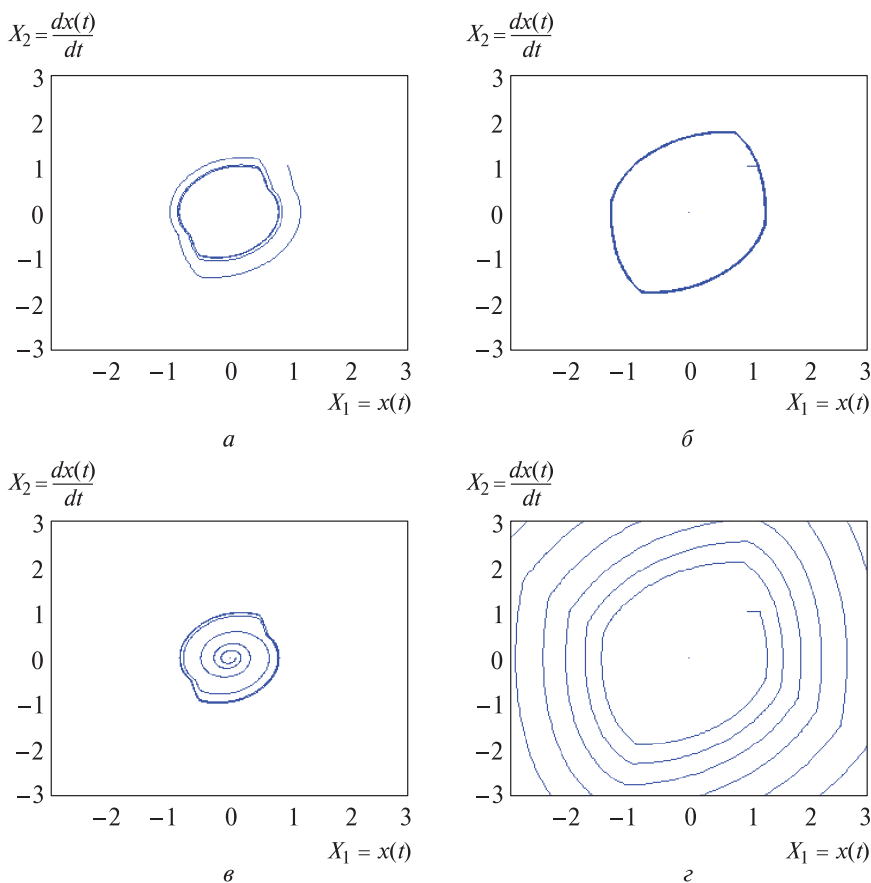 X₂ = dx(t)/dt
3
2
1
0
−1
−2
−3
−2 −1 0 1 2 3
X₁ = x(t)
а
X₂ = dx(t)/dt
3
2
1
0
−1
−2
−3
−2 −1 0 1 2 3
X₁ = x(t)
б
X₂ = dx(t)/dt
3
2
1
0
−1
−2
−3
−2 −1 0 1 2 3
X₁ = x(t)
в
X₂ = dx(t)/dt
3
2
1
0
−1
−2
−3
−2 −1 0 1 2 3
X₁ = x(t)
г